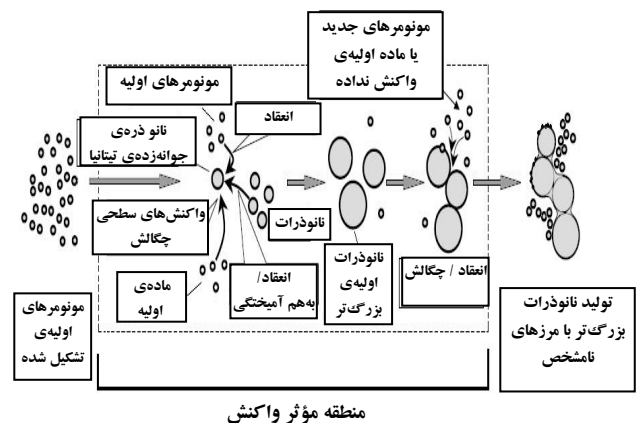 مونومرهای جدید
یا ماده اولیه‌ی
واکنش نداده
مونومرهای اولیه
انعقاد
نانو ذره‌ی
جوانه‌زده‌ی تیتانیا
واکنش‌های سطحی
چگالش
نانوذرات
ماده‌ی
اولیه
انعقاد/
به‌هم آمیختگی
نانوذرات
اولیه‌ی
بزرگ‌تر
انعقاد / چگالش
مونومرهای
اولیه‌ی
تشکیل شده
تولید نانوذرات
بزرگ‌تر با مرزهای
نامشخص
منطقه مؤثر واکنش